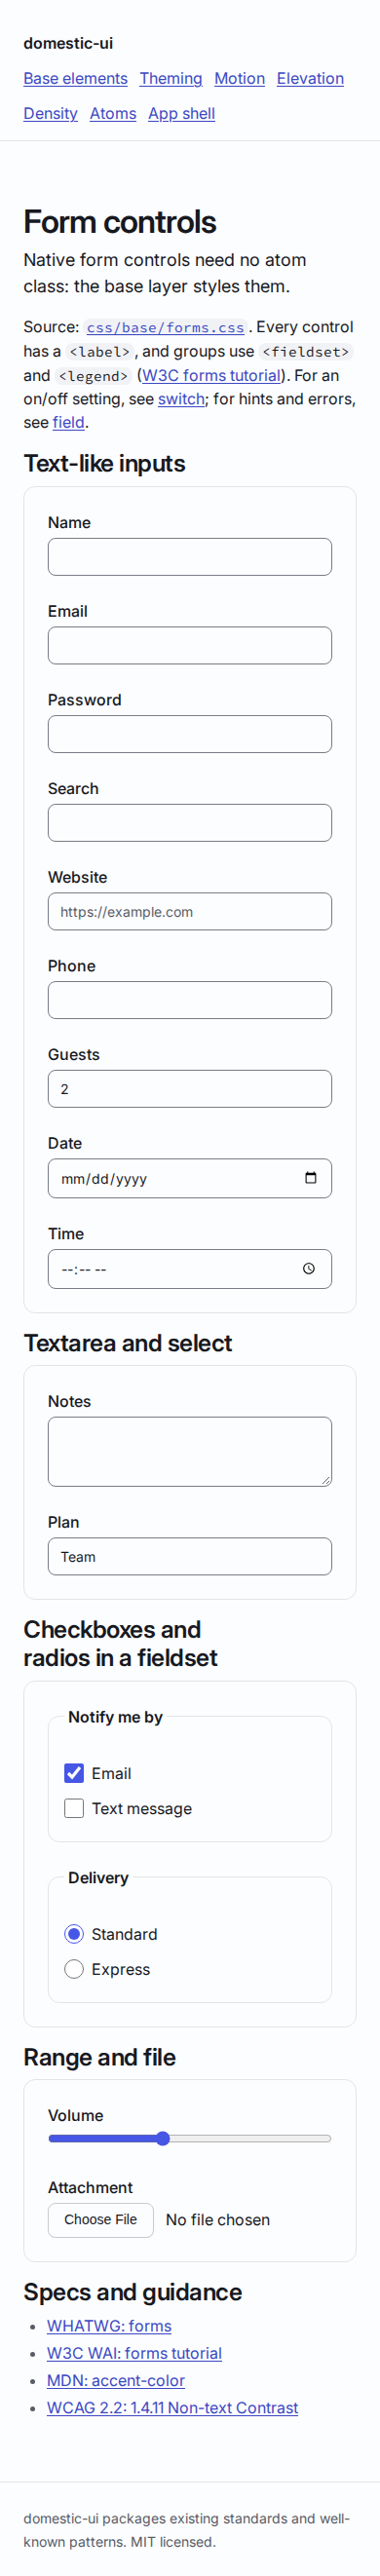 domestic-ui
Base elements Theming Motion Elevation
Density Atoms App shell
Form controls
Native form controls need no atom
class: the base layer styles them.
Source: css/base/forms.css. Every control
has a <label>, and groups use <fieldset>
and <legend> (W3C forms tutorial). For an
on/off setting, see switch; for hints and errors,
see field.
Text-like inputs
Name
Email
Password
Search
Website
https://example.com
Phone
Guests
2
Date
mm/dd/yyyy
Time
--:-- --
Textarea and select
Notes
Plan
Team
Checkboxes and
radios in a fieldset
Notify me by
Email
Text message
Delivery
Standard
Express
Range and file
Volume
Attachment
Choose File No file chosen
Specs and guidance
WHATWG: forms
W3C WAI: forms tutorial
MDN: accent-color
WCAG 2.2: 1.4.11 Non-text Contrast
domestic-ui packages existing standards and well-
known patterns. MIT licensed.